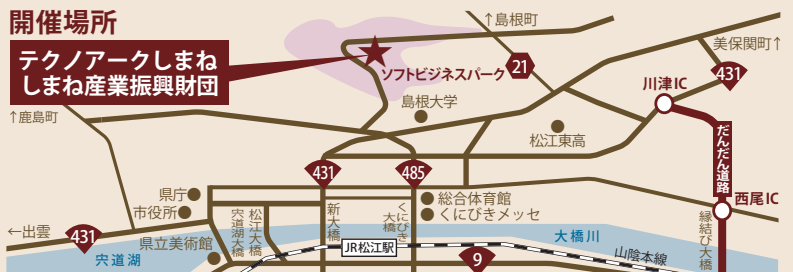 開催場所
↑島根町
テクノアークしまね
しまね産業振興財団
美保関町↑
ソフトビジネスパーク
21
431
川津IC
↑鹿島町
島根大学
松江東高
だんだん道路
431
485
県庁
市役所
総合体育館
くにびきメッセ
西尾IC
宍道湖大橋
松江大橋
新大橋
くにびき
大橋
縁結び大橋
←出雲
431
県立美術館
宍道湖
JR松江駅
9
大橋川
山陰本線